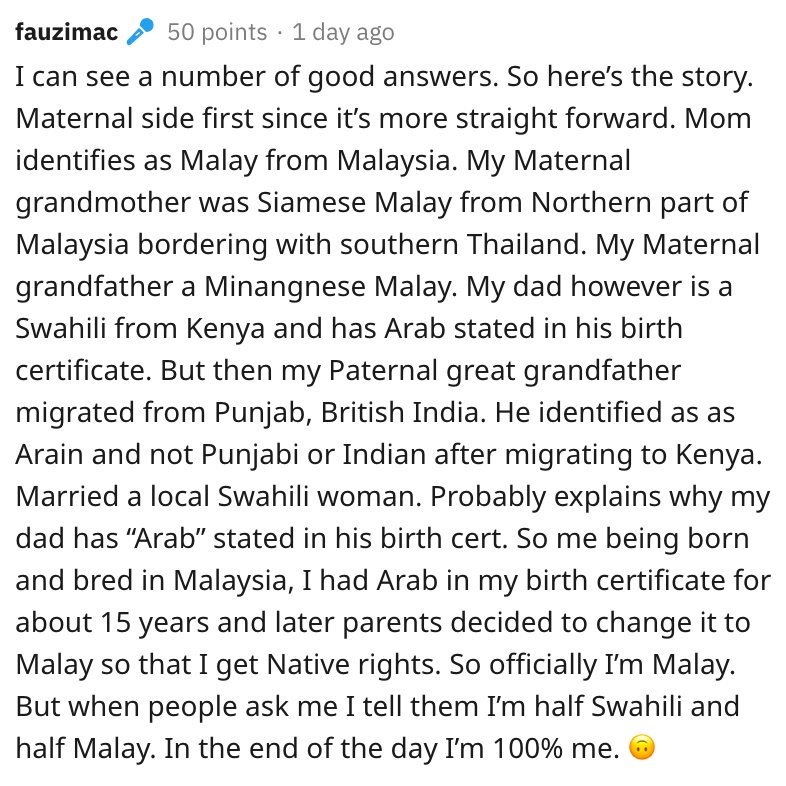 fauzimac 🎤 50 points · 1 day ago
I can see a number of good answers. So here’s the story.
Maternal side first since it’s more straight forward. Mom
identifies as Malay from Malaysia. My Maternal
grandmother was Siamese Malay from Northern part of
Malaysia bordering with southern Thailand. My Maternal
grandfather a Minangnese Malay. My dad however is a
Swahili from Kenya and has Arab stated in his birth
certificate. But then my Paternal great grandfather
migrated from Punjab, British India. He identified as as
Arain and not Punjabi or Indian after migrating to Kenya.
Married a local Swahili woman. Probably explains why my
dad has “Arab” stated in his birth cert. So me being born
and bred in Malaysia, I had Arab in my birth certificate for
about 15 years and later parents decided to change it to
Malay so that I get Native rights. So officially I’m Malay.
But when people ask me I tell them I’m half Swahili and
half Malay. In the end of the day I’m 100% me. 🙃